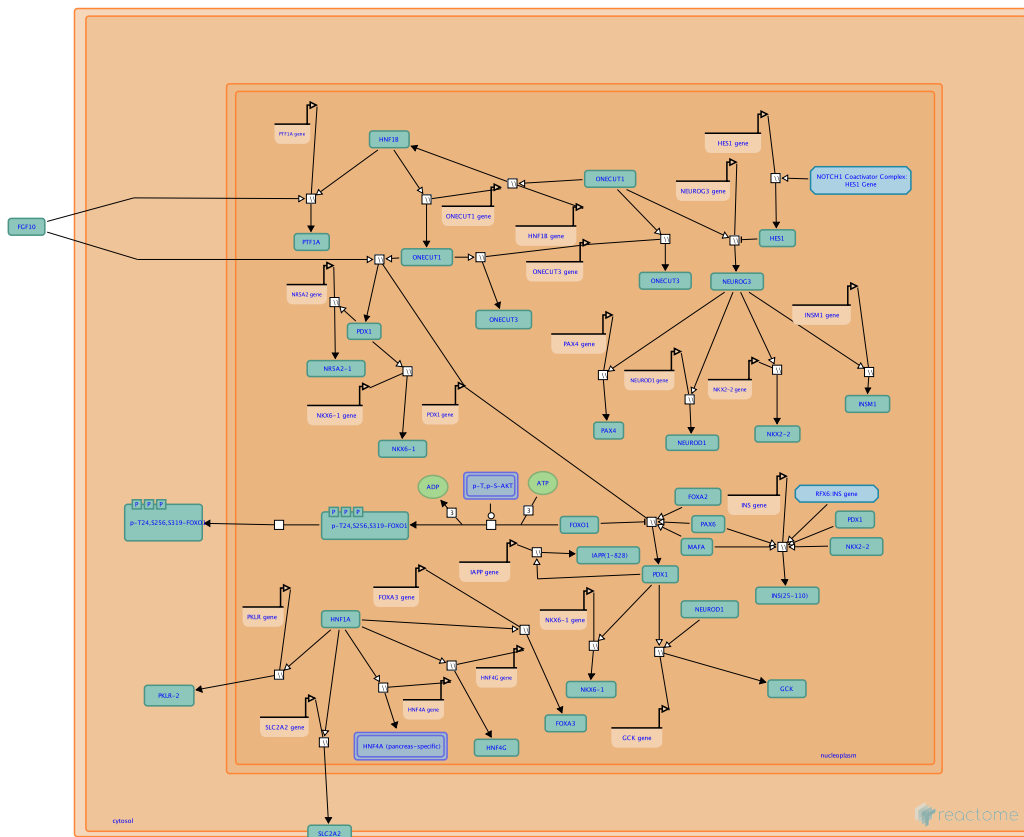 PTF1A gene
HNF1B
HES1 gene
NOTCH1 Coactivator Complex:
HES1 Gene
NEUROG3 gene
ONECUT1
ONECUT1 gene
FGF10
HNF1B gene
PTF1A
HES1
ONECUT1
ONECUT3 gene
ONECUT3
NEUROG3
NR5A2 gene
INSM1 gene
ONECUT3
PDX1
PAX4 gene
NR5A2-1
NEUROD1 gene
NKX2-2 gene
INSM1
NKX6-1 gene
PDX1 gene
PAX4
NEUROD1
NKX2-2
NKX6-1
ADP
p-T,p-S-AKT
ATP
FOXA2
INS gene
RFX6:INS gene
P P P
P P P
3
3
p-T24,S256,S319-FOXO1
p-T24,S256,S319-FOXO1
FOXO1
PAX6
PDX1
MAFA
NKX2-2
IAPP gene
IAPP(1-828)
PDX1
INS(25-110)
FOXA3 gene
NEUROD1
PKLR gene
HNF1A
NKX6-1 gene
HNF4G gene
PKLR-2
NKX6-1
GCK
HNF4A gene
SLC2A2 gene
FOXA3
GCK gene
HNF4A (pancreas-specific)
HNF4G
nucleoplasm
cytosol
reactome
SLC2A2